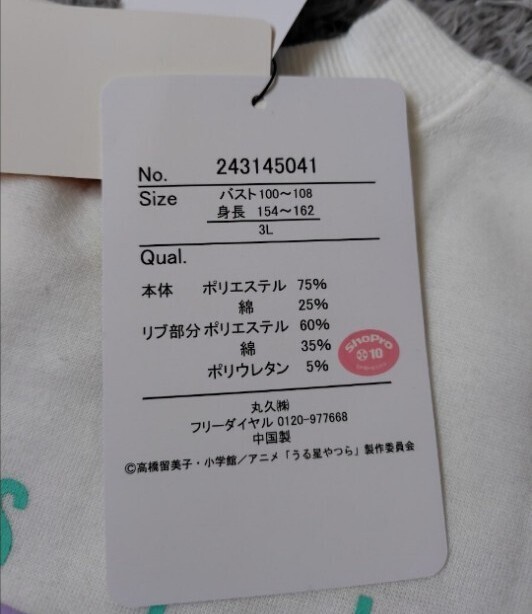 No. 243145041
Size バスト100～108
身長 154～162
3L
Qual.
本体 ポリエステル 75%
綿 25%
リブ部分 ポリエステル 60%
綿 35%
ポリウレタン 5%
ShoPro
10
丸久㈱
フリーダイヤル 0120-977668
中国製
©高橋留美子・小学館／アニメ「うる星やつら」製作委員会